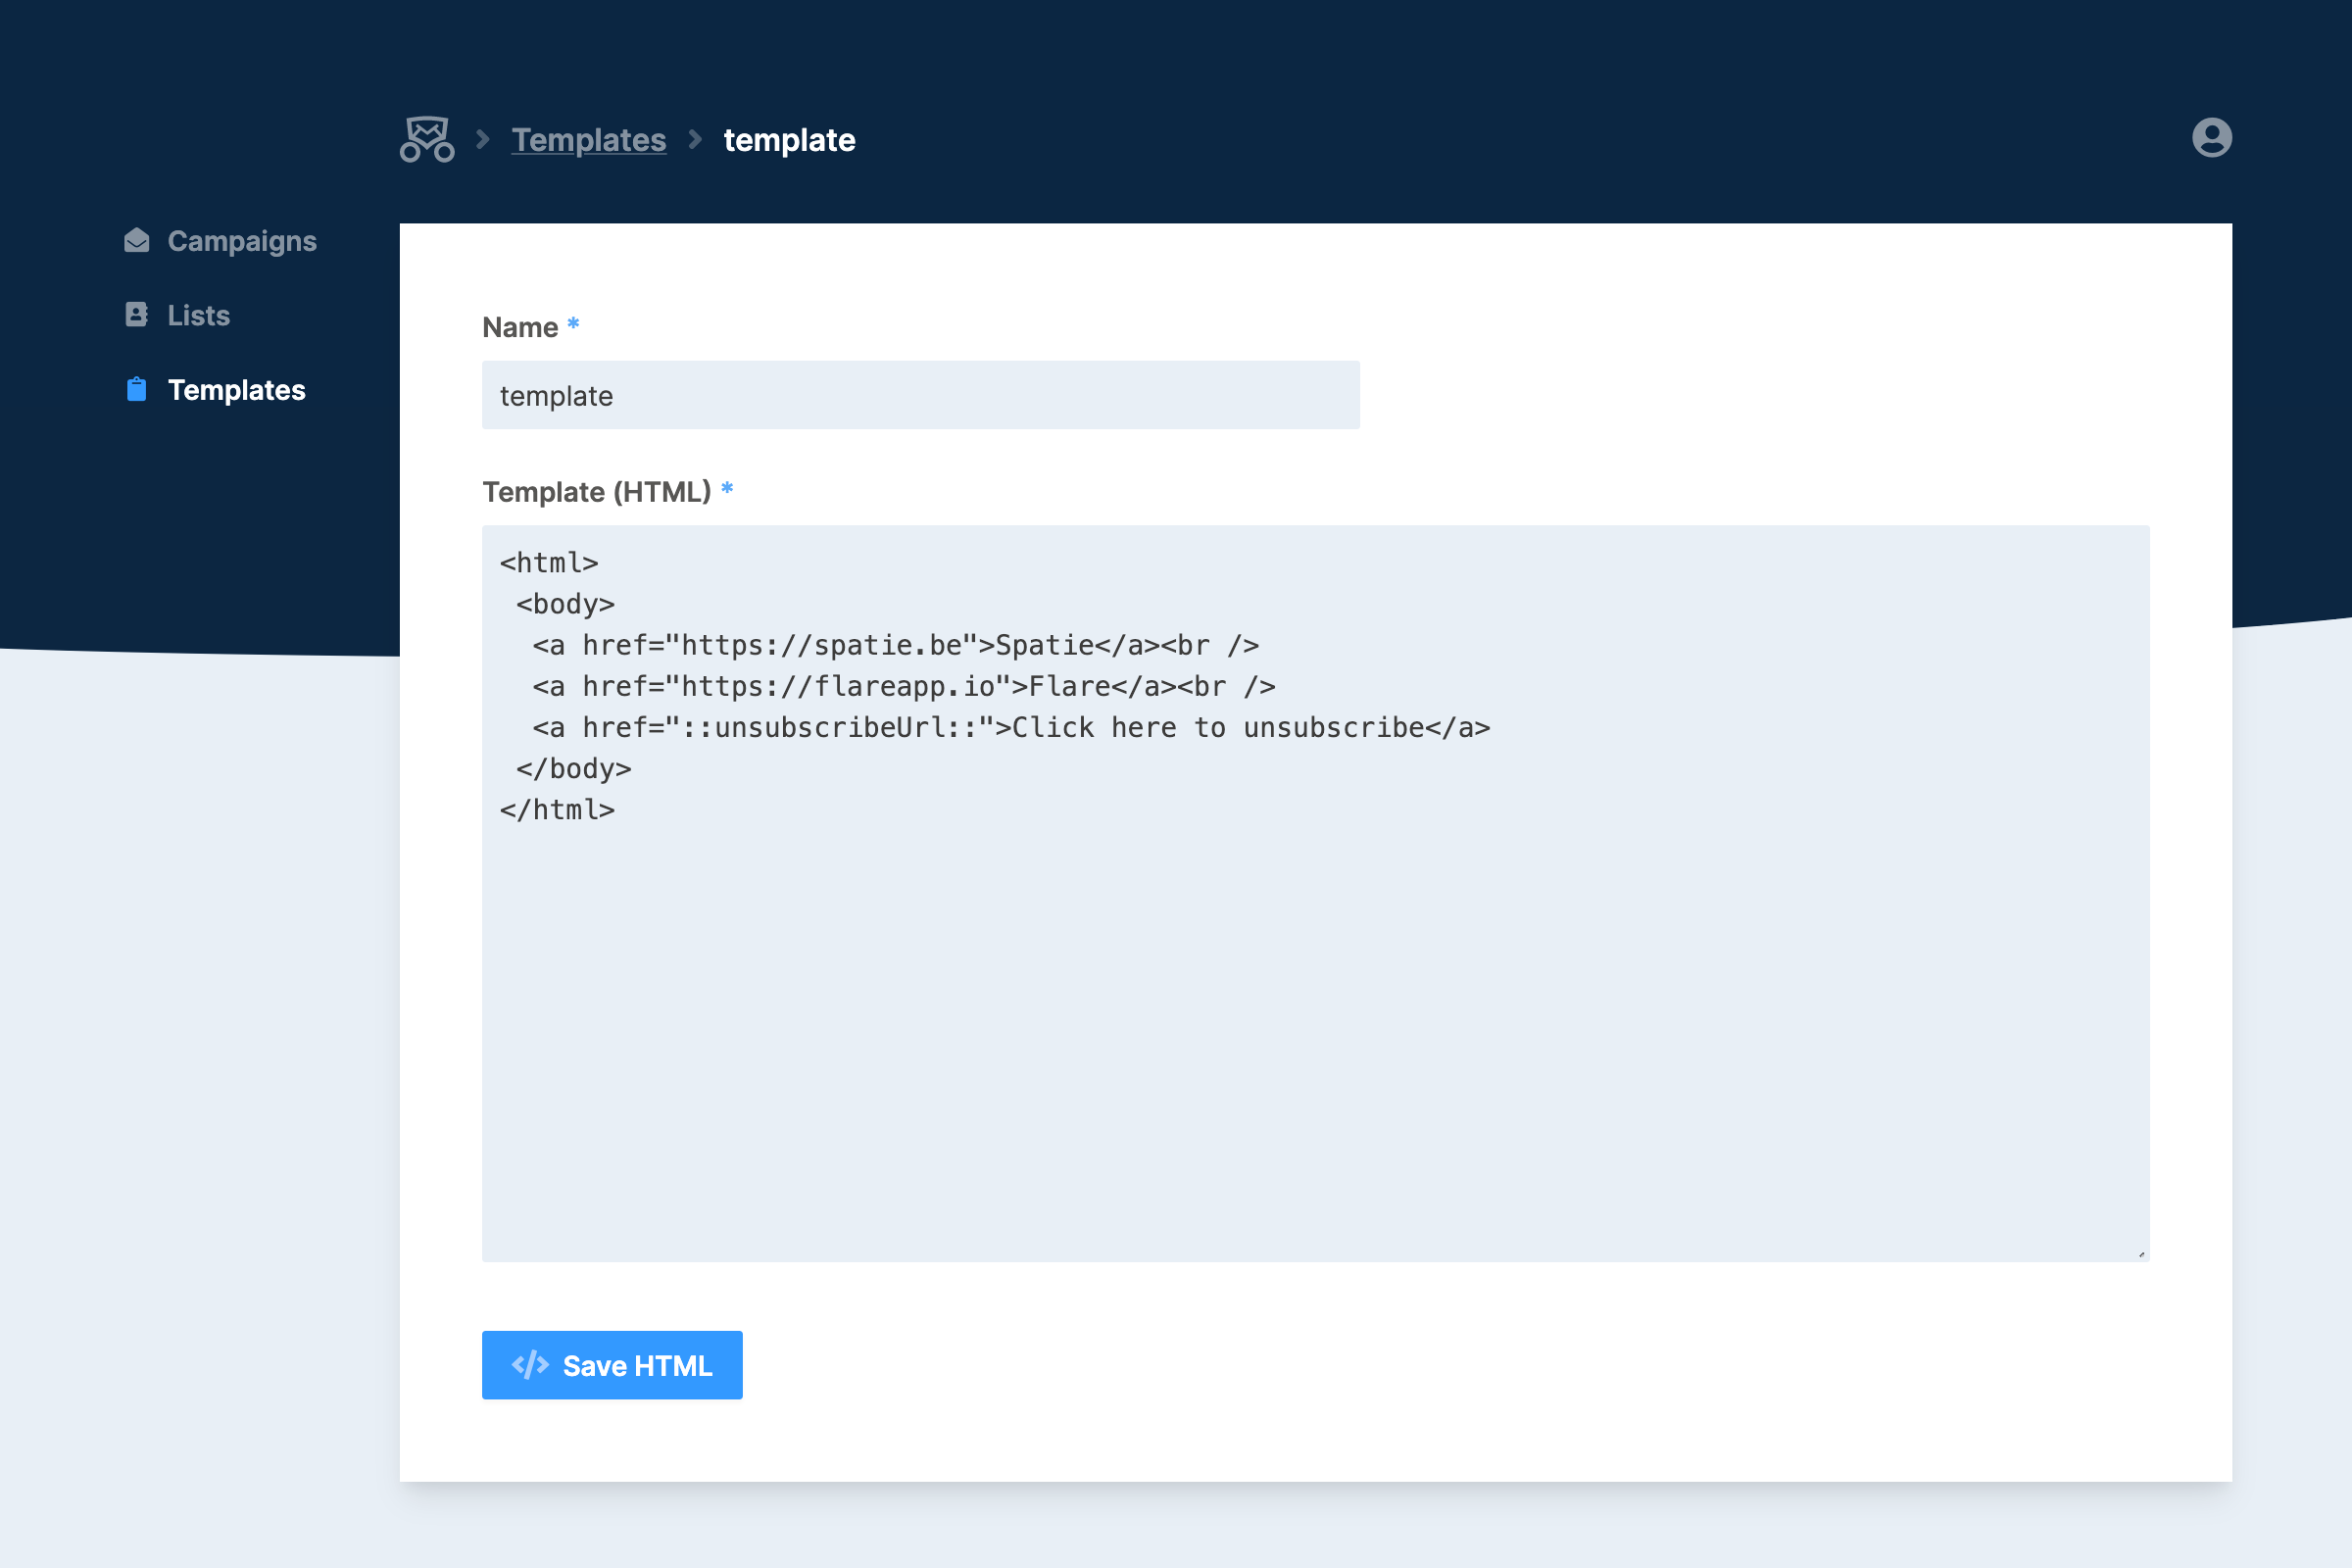 Templates template
Campaigns
Lists
Templates
Name *
template
Template (HTML) *
<html>
 <body>
  <a href="https://spatie.be">Spatie</a><br />
  <a href="https://flareapp.io">Flare</a><br />
  <a href="::unsubscribeUrl::">Click here to unsubscribe</a>
 </body>
</html>
</> Save HTML